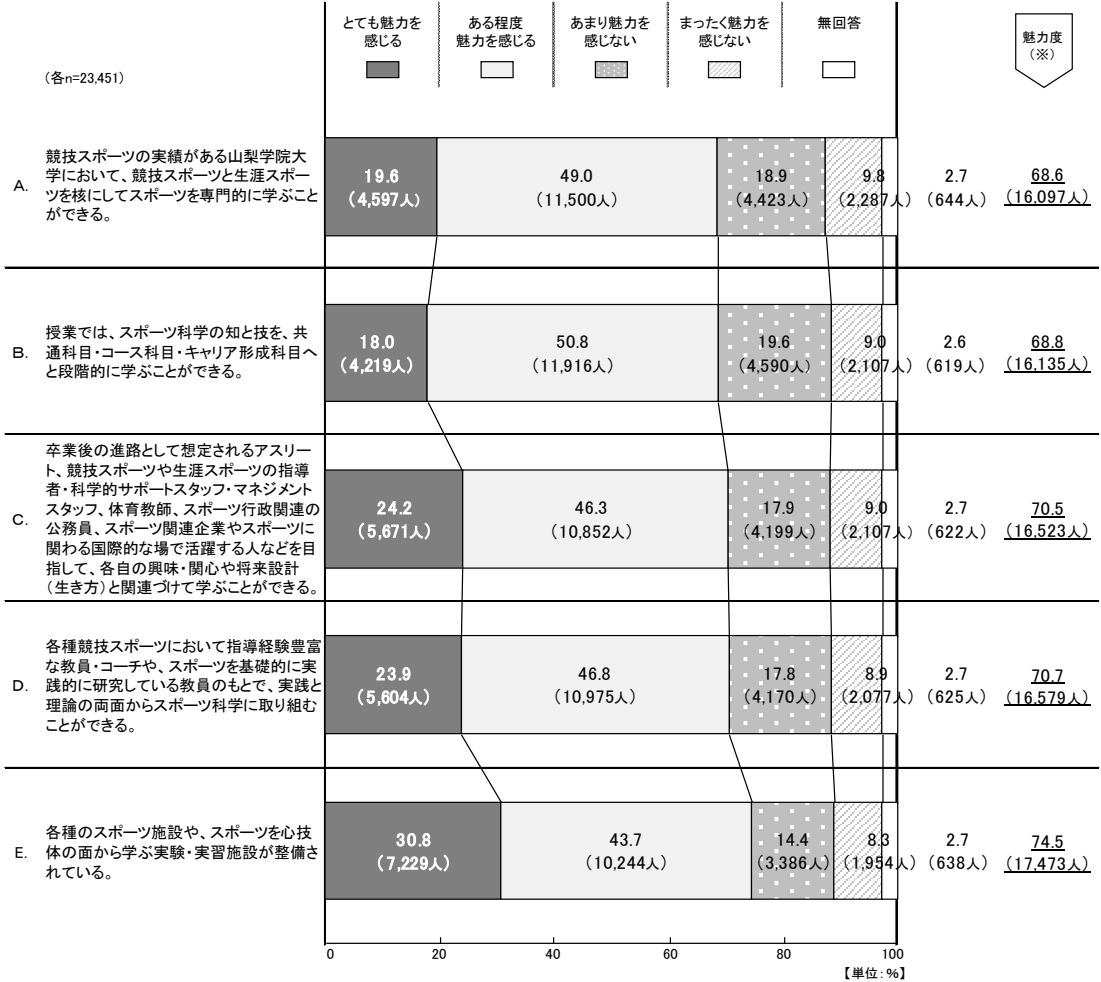 とても魅力を
感じる
ある程度
魅力を感じる
あまり魅力を
感じない
まったく魅力を
感じない
無回答
魅力度
（※）
(各n=23,451)
A.
競技スポーツの実績がある山梨学院大
学において、競技スポーツと生涯スポー
ツを核にしてスポーツを専門的に学ぶこと
ができる。
19.6 49.0 18.9 9.8 2.7 68.6
(4,597人) (11,500人) (4,423人) (2,287人) (644人) (16,097人)
B.
授業では、スポーツ科学の知と技を、共
通科目・コース科目・キャリア形成科目へ
と段階的に学ぶことができる。
18.0 50.8 19.6 9.0 2.6 68.8
(4,219人) (11,916人) (4,590人) (2,107人) (619人) (16,135人)
C.
卒業後の進路として想定されるアスリー
ト、競技スポーツや生涯スポーツの指導
者・科学的サポートスタッフ・マネジメント
スタッフ、体育教師、スポーツ行政関連の
公務員、スポーツ関連企業やスポーツに
関わる国際的な場で活躍する人などを目
指して、各自の興味・関心や将来設計
（生き方）と関連づけて学ぶことができる。
24.2 46.3 17.9 9.0 2.7 70.5
(5,671人) (10,852人) (4,199人) (2,107人) (622人) (16,523人)
D.
各種競技スポーツにおいて指導経験豊富
な教員・コーチや、スポーツを基礎的に実
践的に研究している教員のもとで、実践と
理論の両面からスポーツ科学に取り組む
ことができる。
23.9 46.8 17.8 8.9 2.7 70.7
(5,604人) (10,975人) (4,170人) (2,077人) (625人) (16,579人)
E.
各種のスポーツ施設や、スポーツを心技
体の面から学ぶ実験・実習施設が整備さ
れている。
30.8 43.7 14.4 8.3 2.7 74.5
(7,229人) (10,244人) (3,386人) (1,954人) (638人) (17,473人)
0 20 40 60 80 100
【単位：％】